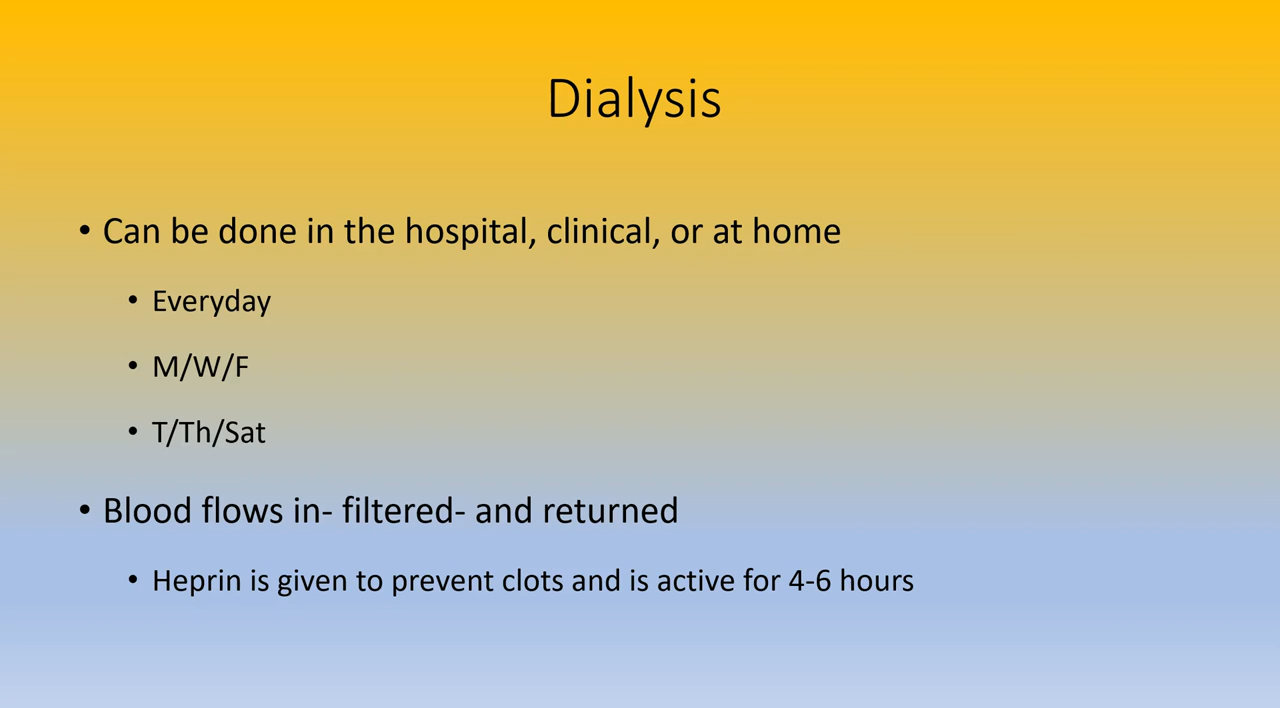 Dialysis
• Can be done in the hospital, clinical, or at home
• Everyday
• M/W/F
• T/Th/Sat
• Blood flows in- filtered- and returned
• Heprin is given to prevent clots and is active for 4-6 hours